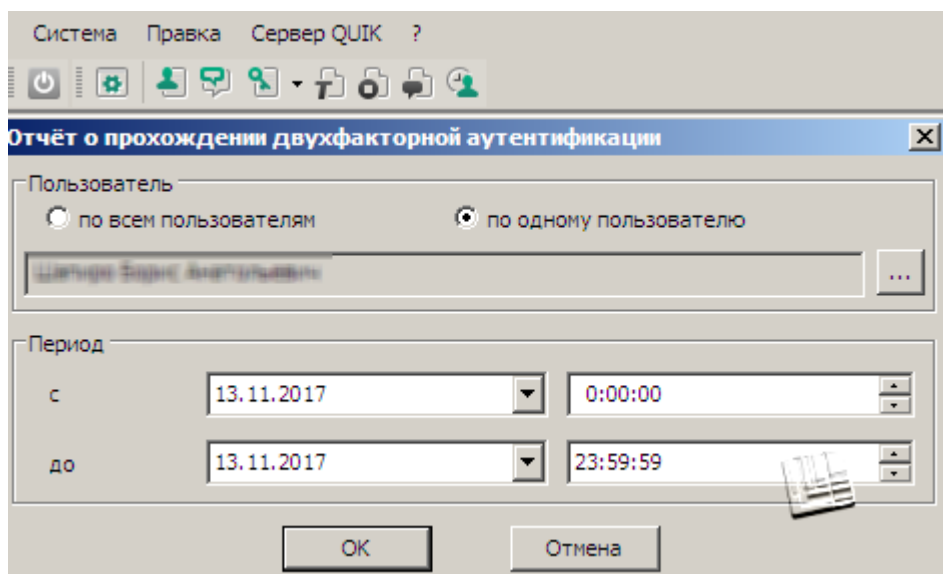 Система Правка Сервер QUIK ?
Отчёт о прохождении двухфакторной аутентификации
Пользователь
по всем пользователям по одному пользователю
...
Период
с 13.11.2017 0:00:00
до 13.11.2017 23:59:59
OK Отмена